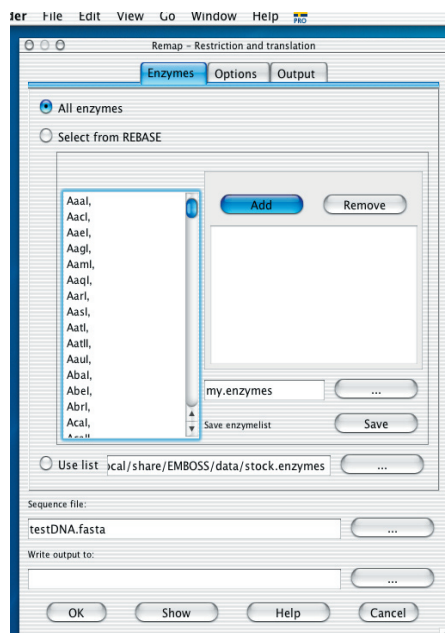 der File Edit View Go Window Help PRO
Remap – Restriction and translation
Enzymes Options Output
All enzymes
Select from REBASE
AaaI,
AacI,
AaeI,
AagI,
AamI,
AaqI,
AarI,
AasI,
AatI,
AatII,
AauI,
AbaI,
AbeI,
AbrI,
AcaI,
Add Remove
my.enzymes ...
Save enzymelist Save
Use list ocal/share/EMBOSS/data/stock.enzymes ...
Sequence file:
testDNA.fasta ...
Write output to:
...
OK Show Help Cancel